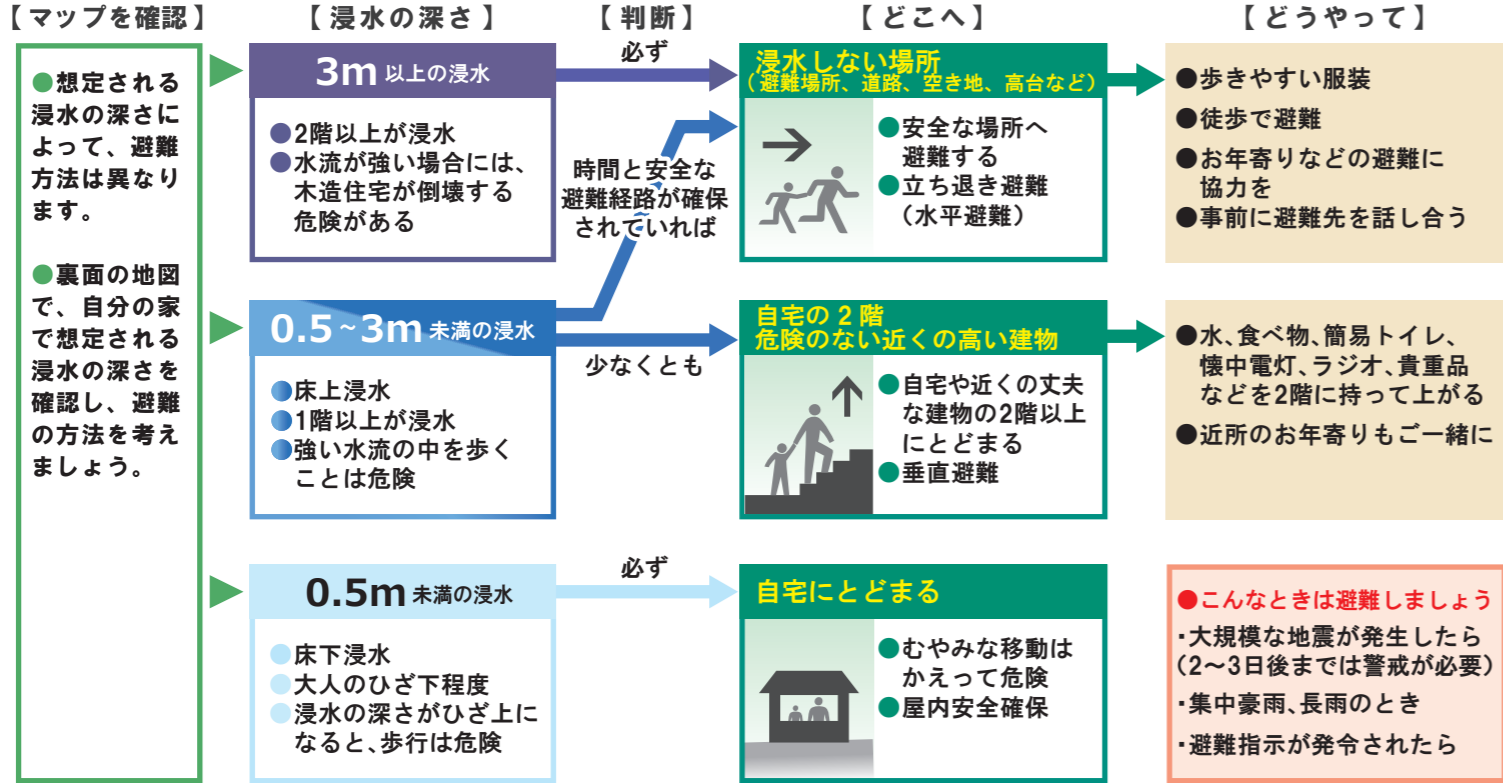 【マップを確認】
【浸水の深さ】
【判断】
【どこへ】
【どうやって】
●想定される
浸水の深さに
よって、避難
方法は異なり
ます。
●裏面の地図
で、自分の家
で想定される
浸水の深さを
確認し、避難
の方法を考え
ましょう。
3m 以上の浸水
●2階以上が浸水
●水流が強い場合には、
木造住宅が倒壊する
危険がある
必ず
浸水しない場所
（避難場所、道路、空き地、高台など）
●安全な場所へ
避難する
●立ち退き避難
（水平避難）
●歩きやすい服装
●徒歩で避難
●お年寄りなどの避難に
協力を
●事前に避難先を話し合う
時間と安全な
避難経路が確保
されていれば
0.5~3m 未満の浸水
●床上浸水
●1階以上が浸水
●強い水流の中を歩く
ことは危険
少なくとも
自宅の2階
危険のない近くの高い建物
●自宅や近くの丈夫
な建物の2階以上
にとどまる
●垂直避難
●水、食べ物、簡易トイレ、
懐中電灯、ラジオ、貴重品
などを2階に持って上がる
●近所のお年寄りもご一緒に
0.5m 未満の浸水
●床下浸水
●大人のひざ下程度
●浸水の深さがひざ上に
なると、歩行は危険
必ず
自宅にとどまる
●むやみな移動は
かえって危険
●屋内安全確保
●こんなときは避難しましょう
・大規模な地震が発生したら
（2〜3日後までは警戒が必要）
・集中豪雨、長雨のとき
・避難指示が発令されたら